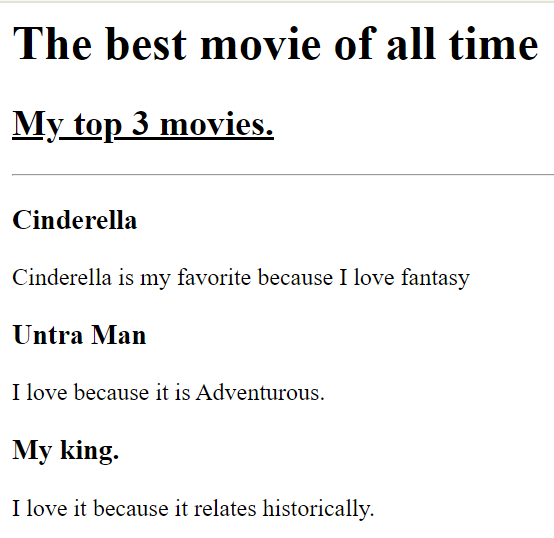 The best movie of all time
My top 3 movies.
Cinderella
Cinderella is my favorite because I love fantasy
Untra Man
I love because it is Adventurous.
My king.
I love it because it relates historically.